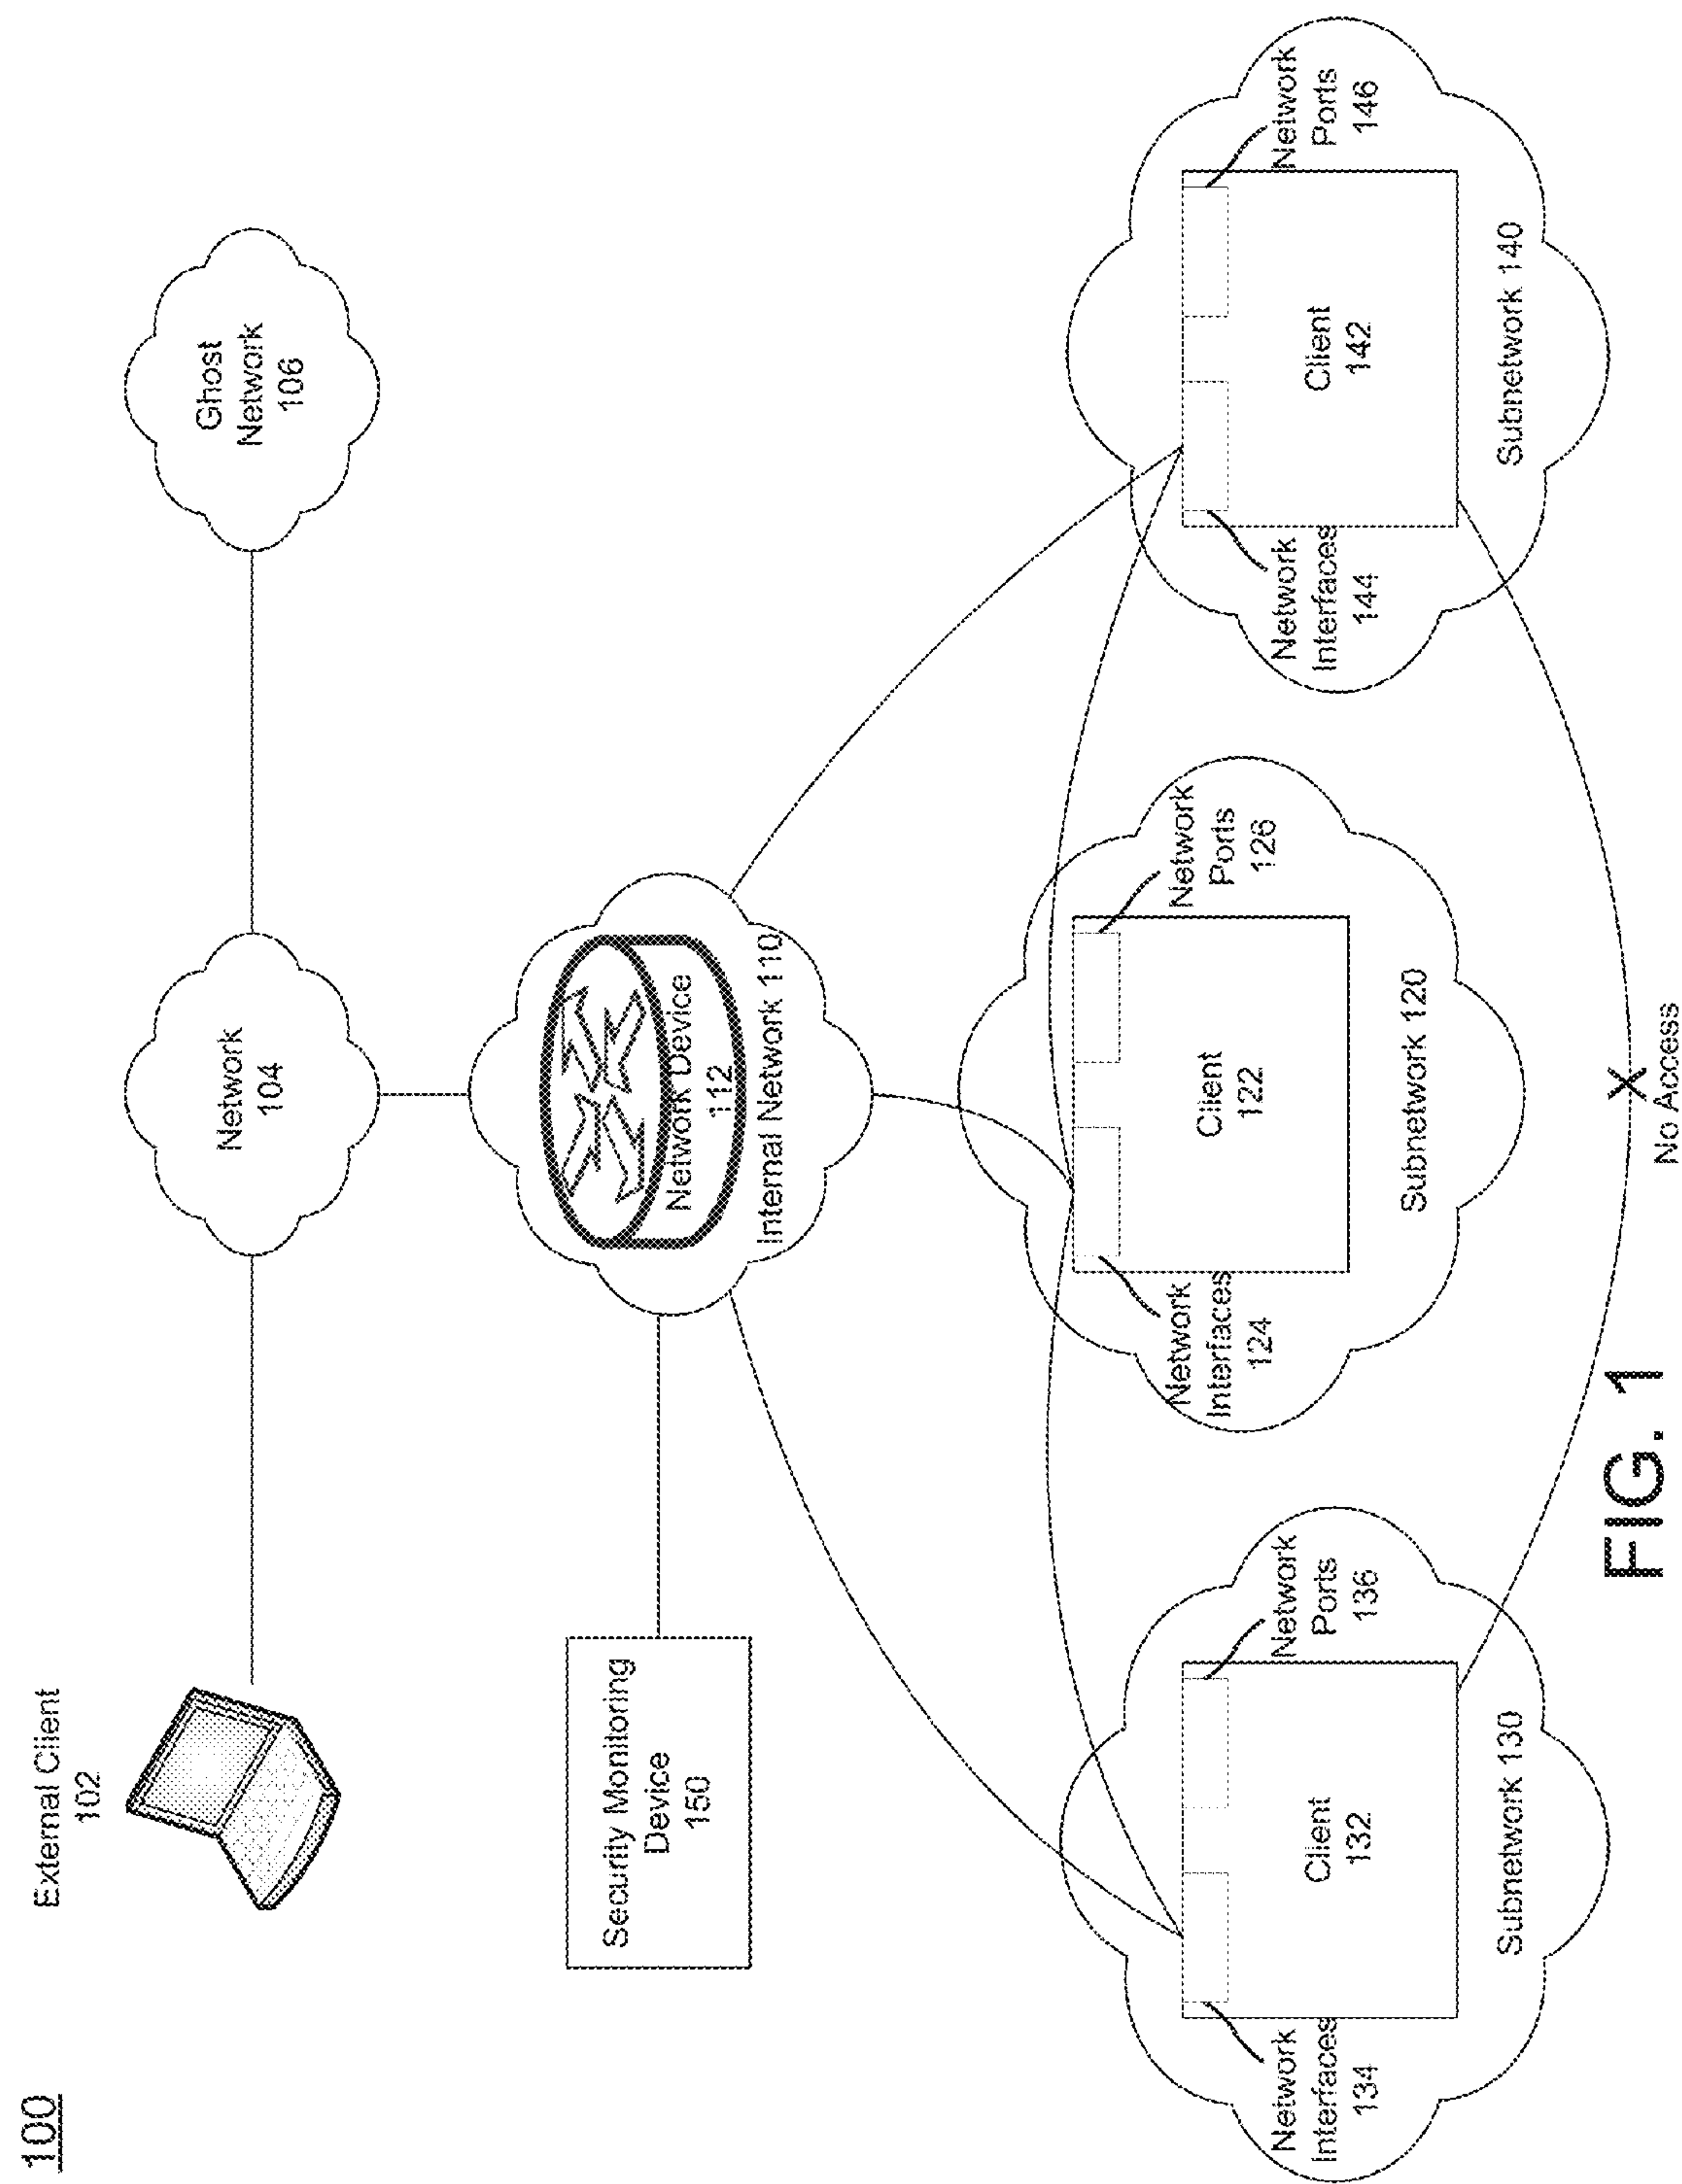 100
External Client
102
Network
104
Ghost
Network
106
Security Monitoring
Device
150
Network Device
112
Internal Network 110
Network
Interfaces
134
Network
Ports
136
Client
132
Subnetwork 130
Network
Interfaces
124
Network
Ports
126
Client
122
Subnetwork 120
Network
Interfaces
144
Network
Ports
146
Client
142
Subnetwork 140
X
No Access
FIG. 1